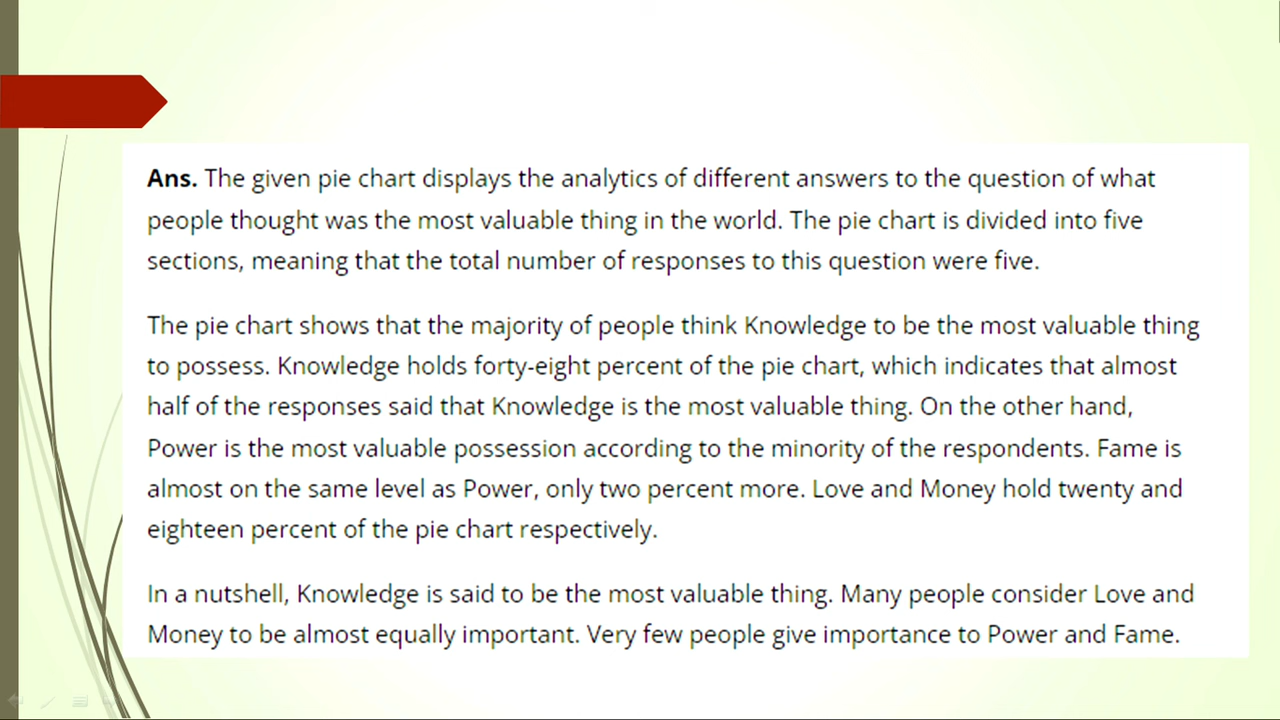 Ans. The given pie chart displays the analytics of different answers to the question of what
people thought was the most valuable thing in the world. The pie chart is divided into five
sections, meaning that the total number of responses to this question were five.
The pie chart shows that the majority of people think Knowledge to be the most valuable thing
to possess. Knowledge holds forty-eight percent of the pie chart, which indicates that almost
half of the responses said that Knowledge is the most valuable thing. On the other hand,
Power is the most valuable possession according to the minority of the respondents. Fame is
almost on the same level as Power, only two percent more. Love and Money hold twenty and
eighteen percent of the pie chart respectively.
In a nutshell, Knowledge is said to be the most valuable thing. Many people consider Love and
Money to be almost equally important. Very few people give importance to Power and Fame.